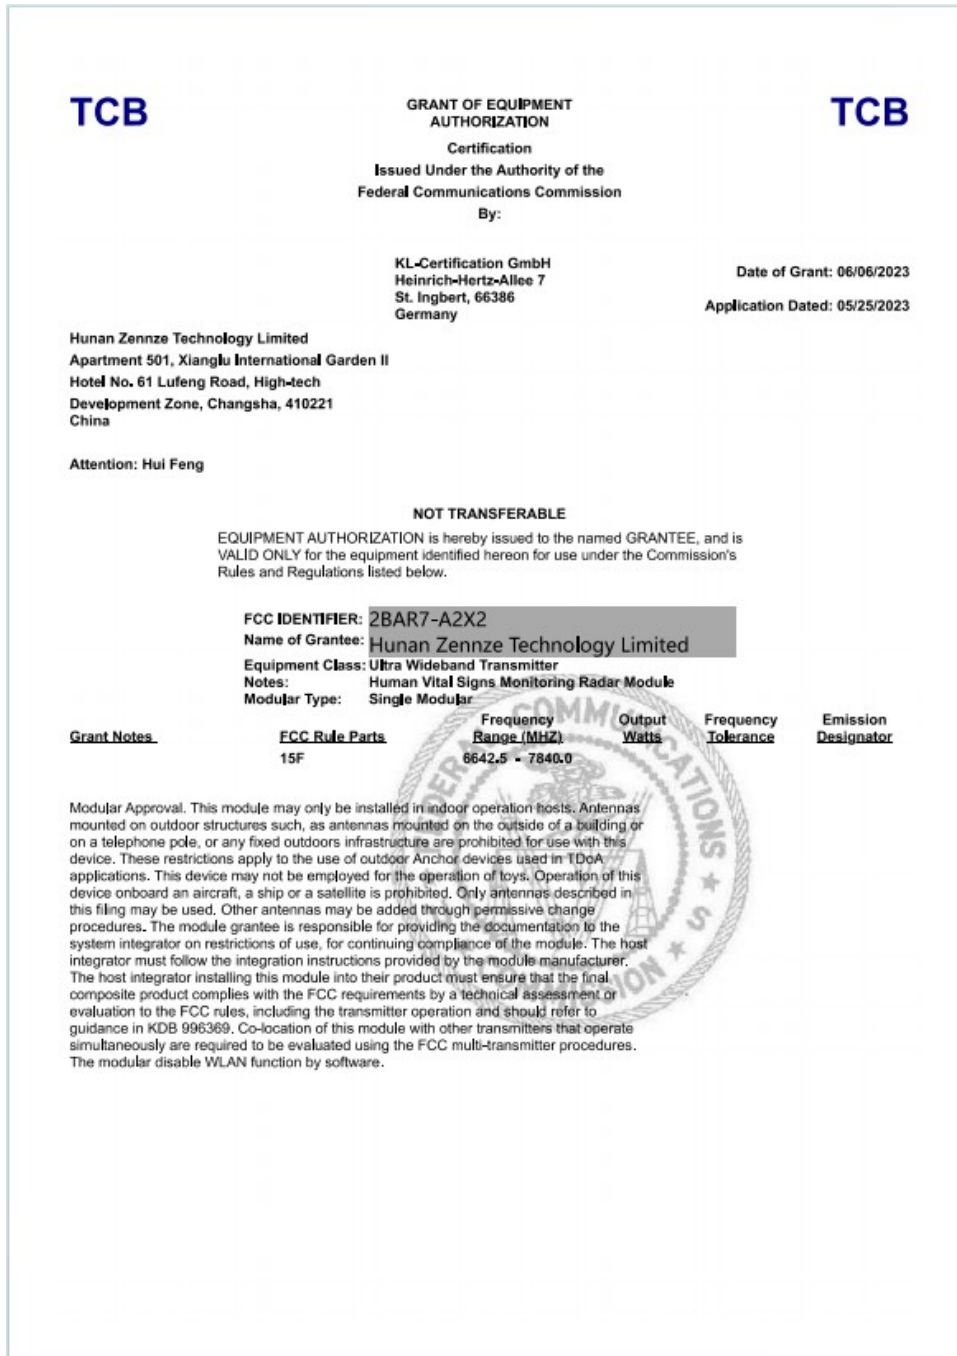 TCB
GRANT OF EQUIPMENT
AUTHORIZATION
TCB
Certification
Issued Under the Authority of the
Federal Communications Commission
By:
KL-Certification GmbH
Heinrich-Hertz-Allee 7
St. Ingbert, 66386
Germany
Date of Grant: 06/06/2023
Application Dated: 05/25/2023
Hunan Zennze Technology Limited
Apartment 501, Xianglu International Garden II
Hotel No. 61 Lufeng Road, High-tech
Development Zone, Changsha, 410221
China
Attention: Hui Feng
NOT TRANSFERABLE
EQUIPMENT AUTHORIZATION is hereby issued to the named GRANTEE, and is
VALID ONLY for the equipment identified hereon for use under the Commission's
Rules and Regulations listed below.
FCC IDENTIFIER: 2BAR7-A2X2
Name of Grantee: Hunan Zennze Technology Limited
Equipment Class: Ultra Wideband Transmitter
Notes: Human Vital Signs Monitoring Radar Module
Modular Type: Single Modular
Grant Notes FCC Rule Parts Frequency Range (MHZ) Output Watts Frequency Tolerance Emission Designator
15F 6642.5 - 7840.0
Modular Approval. This module may only be installed in indoor operation hosts. Antennas
mounted on outdoor structures such, as antennas mounted on the outside of a building or
on a telephone pole, or any fixed outdoors infrastructure are prohibited for use with this
device. These restrictions apply to the use of outdoor Anchor devices used in TDoA
applications. This device may not be employed for the operation of toys. Operation of this
device onboard an aircraft, a ship or a satellite is prohibited. Only antennas described in
this filing may be used. Other antennas may be added through permissive change
procedures. The module grantee is responsible for providing the documentation to the
system integrator on restrictions of use, for continuing compliance of the module. The host
integrator must follow the integration instructions provided by the module manufacturer.
The host integrator installing this module into their product must ensure that the final
composite product complies with the FCC requirements by a technical assessment or
evaluation to the FCC rules, including the transmitter operation and should refer to
guidance in KDB 996369. Co-location of this module with other transmitters that operate
simultaneously are required to be evaluated using the FCC multi-transmitter procedures.
The modular disable WLAN function by software.
FEDERAL COMMUNICATIONS COMMISSION